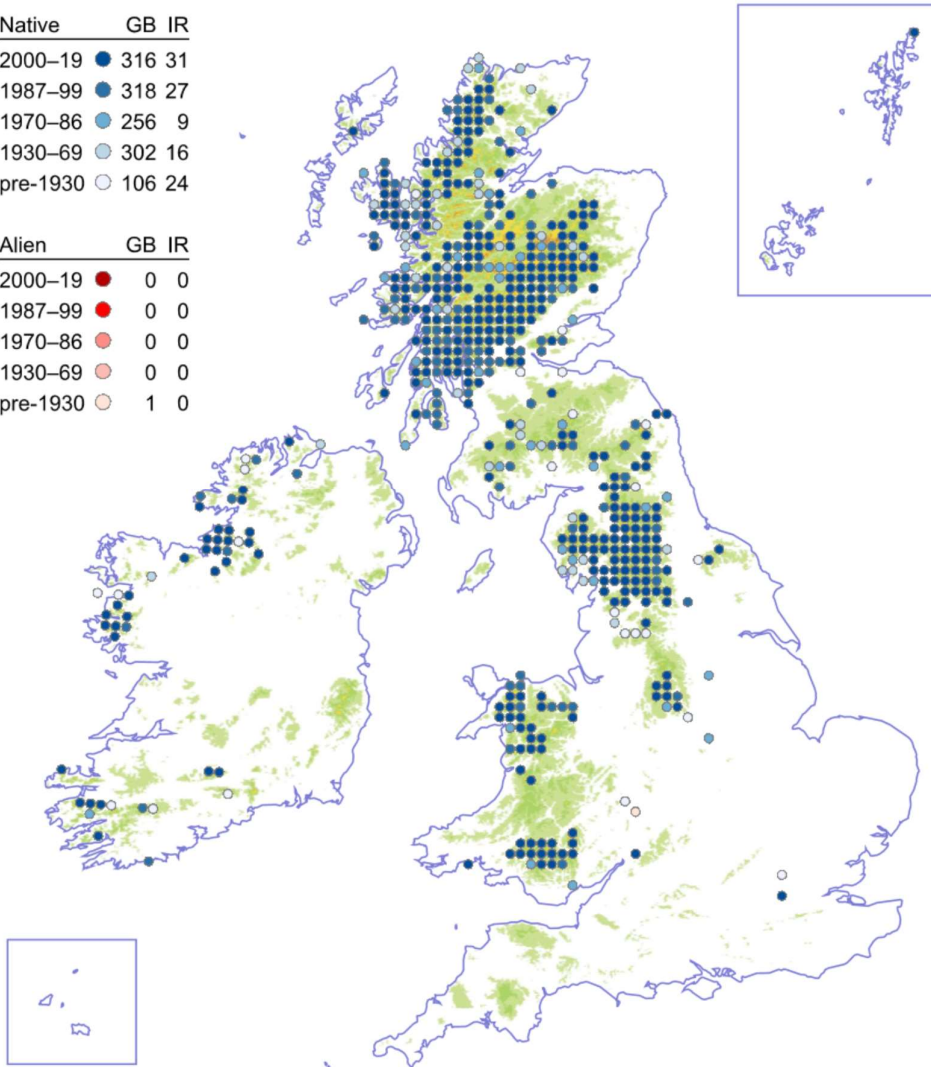 Native GB IR
2000–19 316 31
1987–99 318 27
1970–86 256 9
1930–69 302 16
pre-1930 106 24
Alien GB IR
2000–19 0 0
1987–99 0 0
1970–86 0 0
1930–69 0 0
pre-1930 1 0